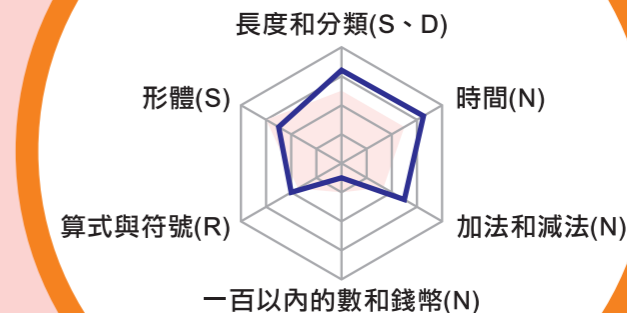 長度和分類(S、D)
形體(S)
時間(N)
算式與符號(R)
加法和減法(N)
一百以內的數和錢幣(N)